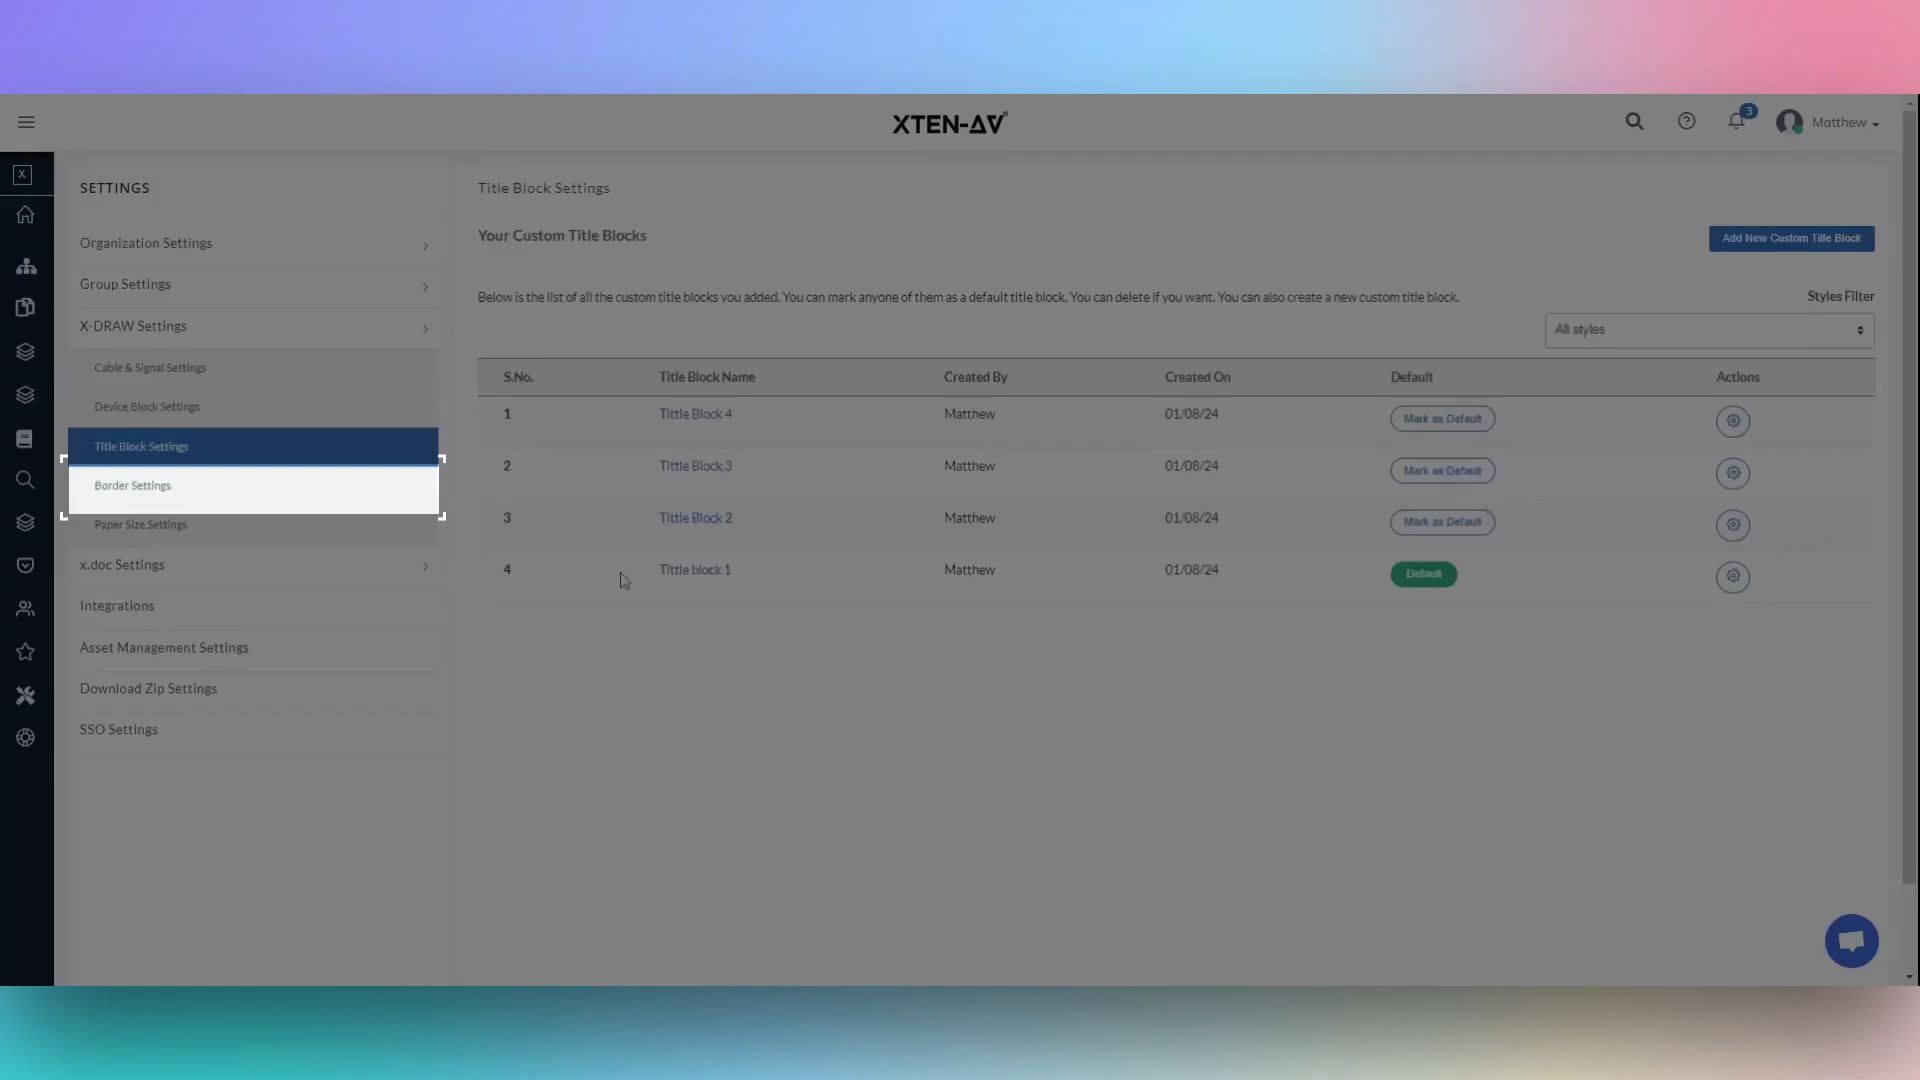 XTEN-AV
3
Matthew
X
SETTINGS
Organization Settings
Group Settings
X-DRAW Settings
Cable & Signal Settings
Device Block Settings
Title Block Settings
Border Settings
Paper Size Settings
x.doc Settings
Integrations
Asset Management Settings
Download Zip Settings
SSO Settings
Title Block Settings
Your Custom Title Blocks
Add New Custom Title Block
Below is the list of all the custom title blocks you added. You can mark anyone of them as a default title block. You can delete if you want. You can also create a new custom title block.
Styles Filter
All styles
S.No. Title Block Name Created By Created On Default Actions
1 Tittle Block 4 Matthew 01/08/24 Mark as Default
2 Tittle Block 3 Matthew 01/08/24 Mark as Default
3 Tittle Block 2 Matthew 01/08/24 Mark as Default
4 Tittle block 1 Matthew 01/08/24 Default